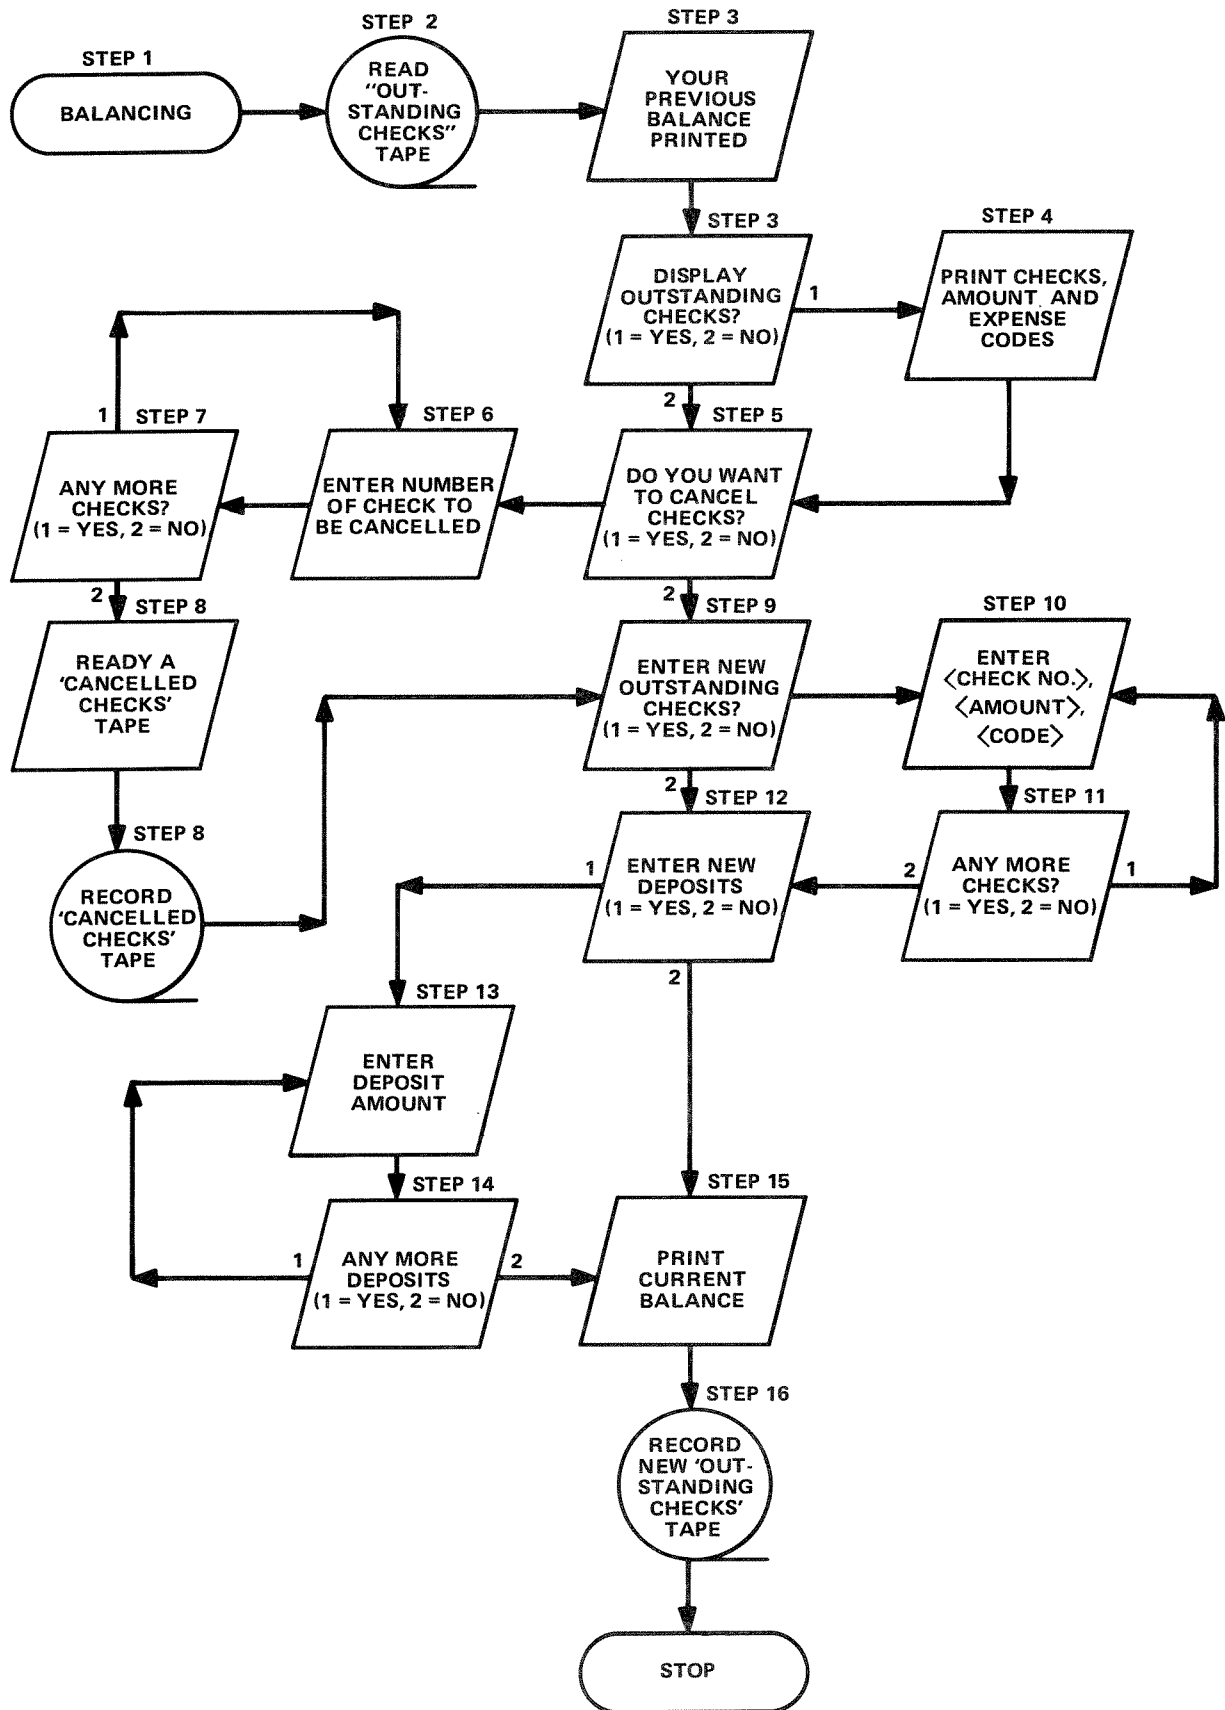 STEP 1
BALANCING
STEP 2
READ
"OUT-
STANDING
CHECKS"
TAPE
STEP 3
YOUR
PREVIOUS
BALANCE
PRINTED
STEP 3
DISPLAY
OUTSTANDING
CHECKS?
(1 = YES, 2 = NO)
1
2
STEP 4
PRINT CHECKS,
AMOUNT, AND
EXPENSE
CODES
STEP 5
DO YOU WANT
TO CANCEL
CHECKS?
(1 = YES, 2 = NO)
2
STEP 6
ENTER NUMBER
OF CHECK TO
BE CANCELLED
1
STEP 7
ANY MORE
CHECKS?
(1 = YES, 2 = NO)
2
STEP 8
READY A
'CANCELLED
CHECKS'
TAPE
STEP 8
RECORD
'CANCELLED
CHECKS'
TAPE
STEP 9
ENTER NEW
OUTSTANDING
CHECKS?
(1 = YES, 2 = NO)
2
STEP 10
ENTER
<CHECK NO.>,
<AMOUNT>,
<CODE>
STEP 11
ANY MORE
CHECKS?
(1 = YES, 2 = NO)
2
1
STEP 12
ENTER NEW
DEPOSITS
(1 = YES, 2 = NO)
1
2
STEP 13
ENTER
DEPOSIT
AMOUNT
STEP 14
ANY MORE
DEPOSITS
(1 = YES, 2 = NO)
1
2
STEP 15
PRINT
CURRENT
BALANCE
STEP 16
RECORD
NEW 'OUT-
STANDING
CHECKS'
TAPE
STOP